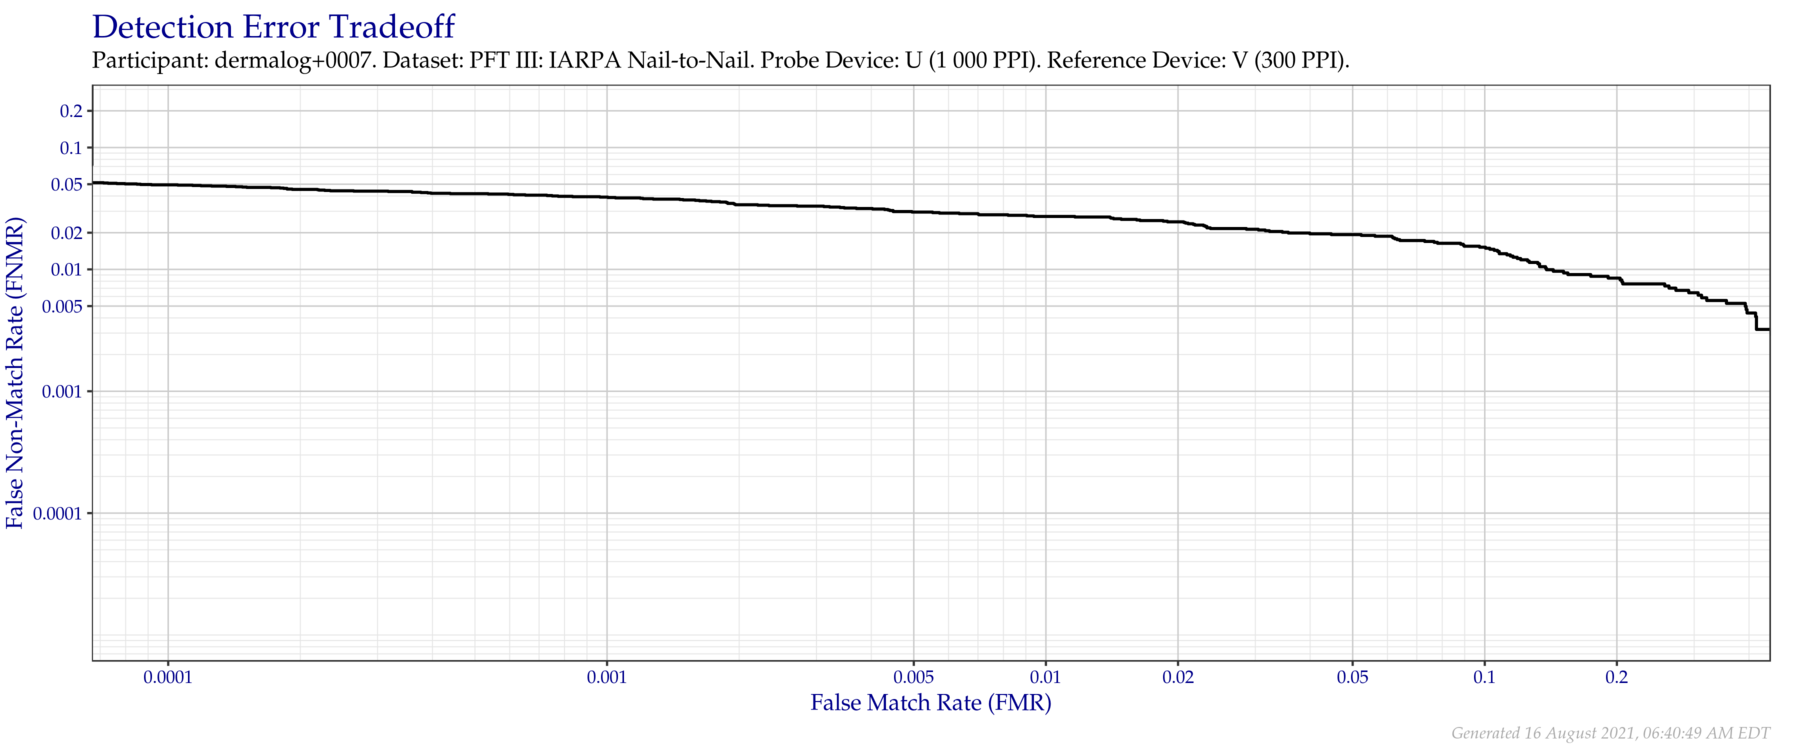 Detection Error Tradeoff
Participant: dermalog+0007. Dataset: PFT III: IARPA Nail-to-Nail. Probe Device: U (1 000 PPI). Reference Device: V (300 PPI).
False Non-Match Rate (FNMR)
0.2
0.1
0.05
0.02
0.01
0.005
0.001
0.0001
0.0001 0.001 0.005 0.01 0.02 0.05 0.1 0.2
False Match Rate (FMR)
Generated 16 August 2021, 06:40:49 AM EDT